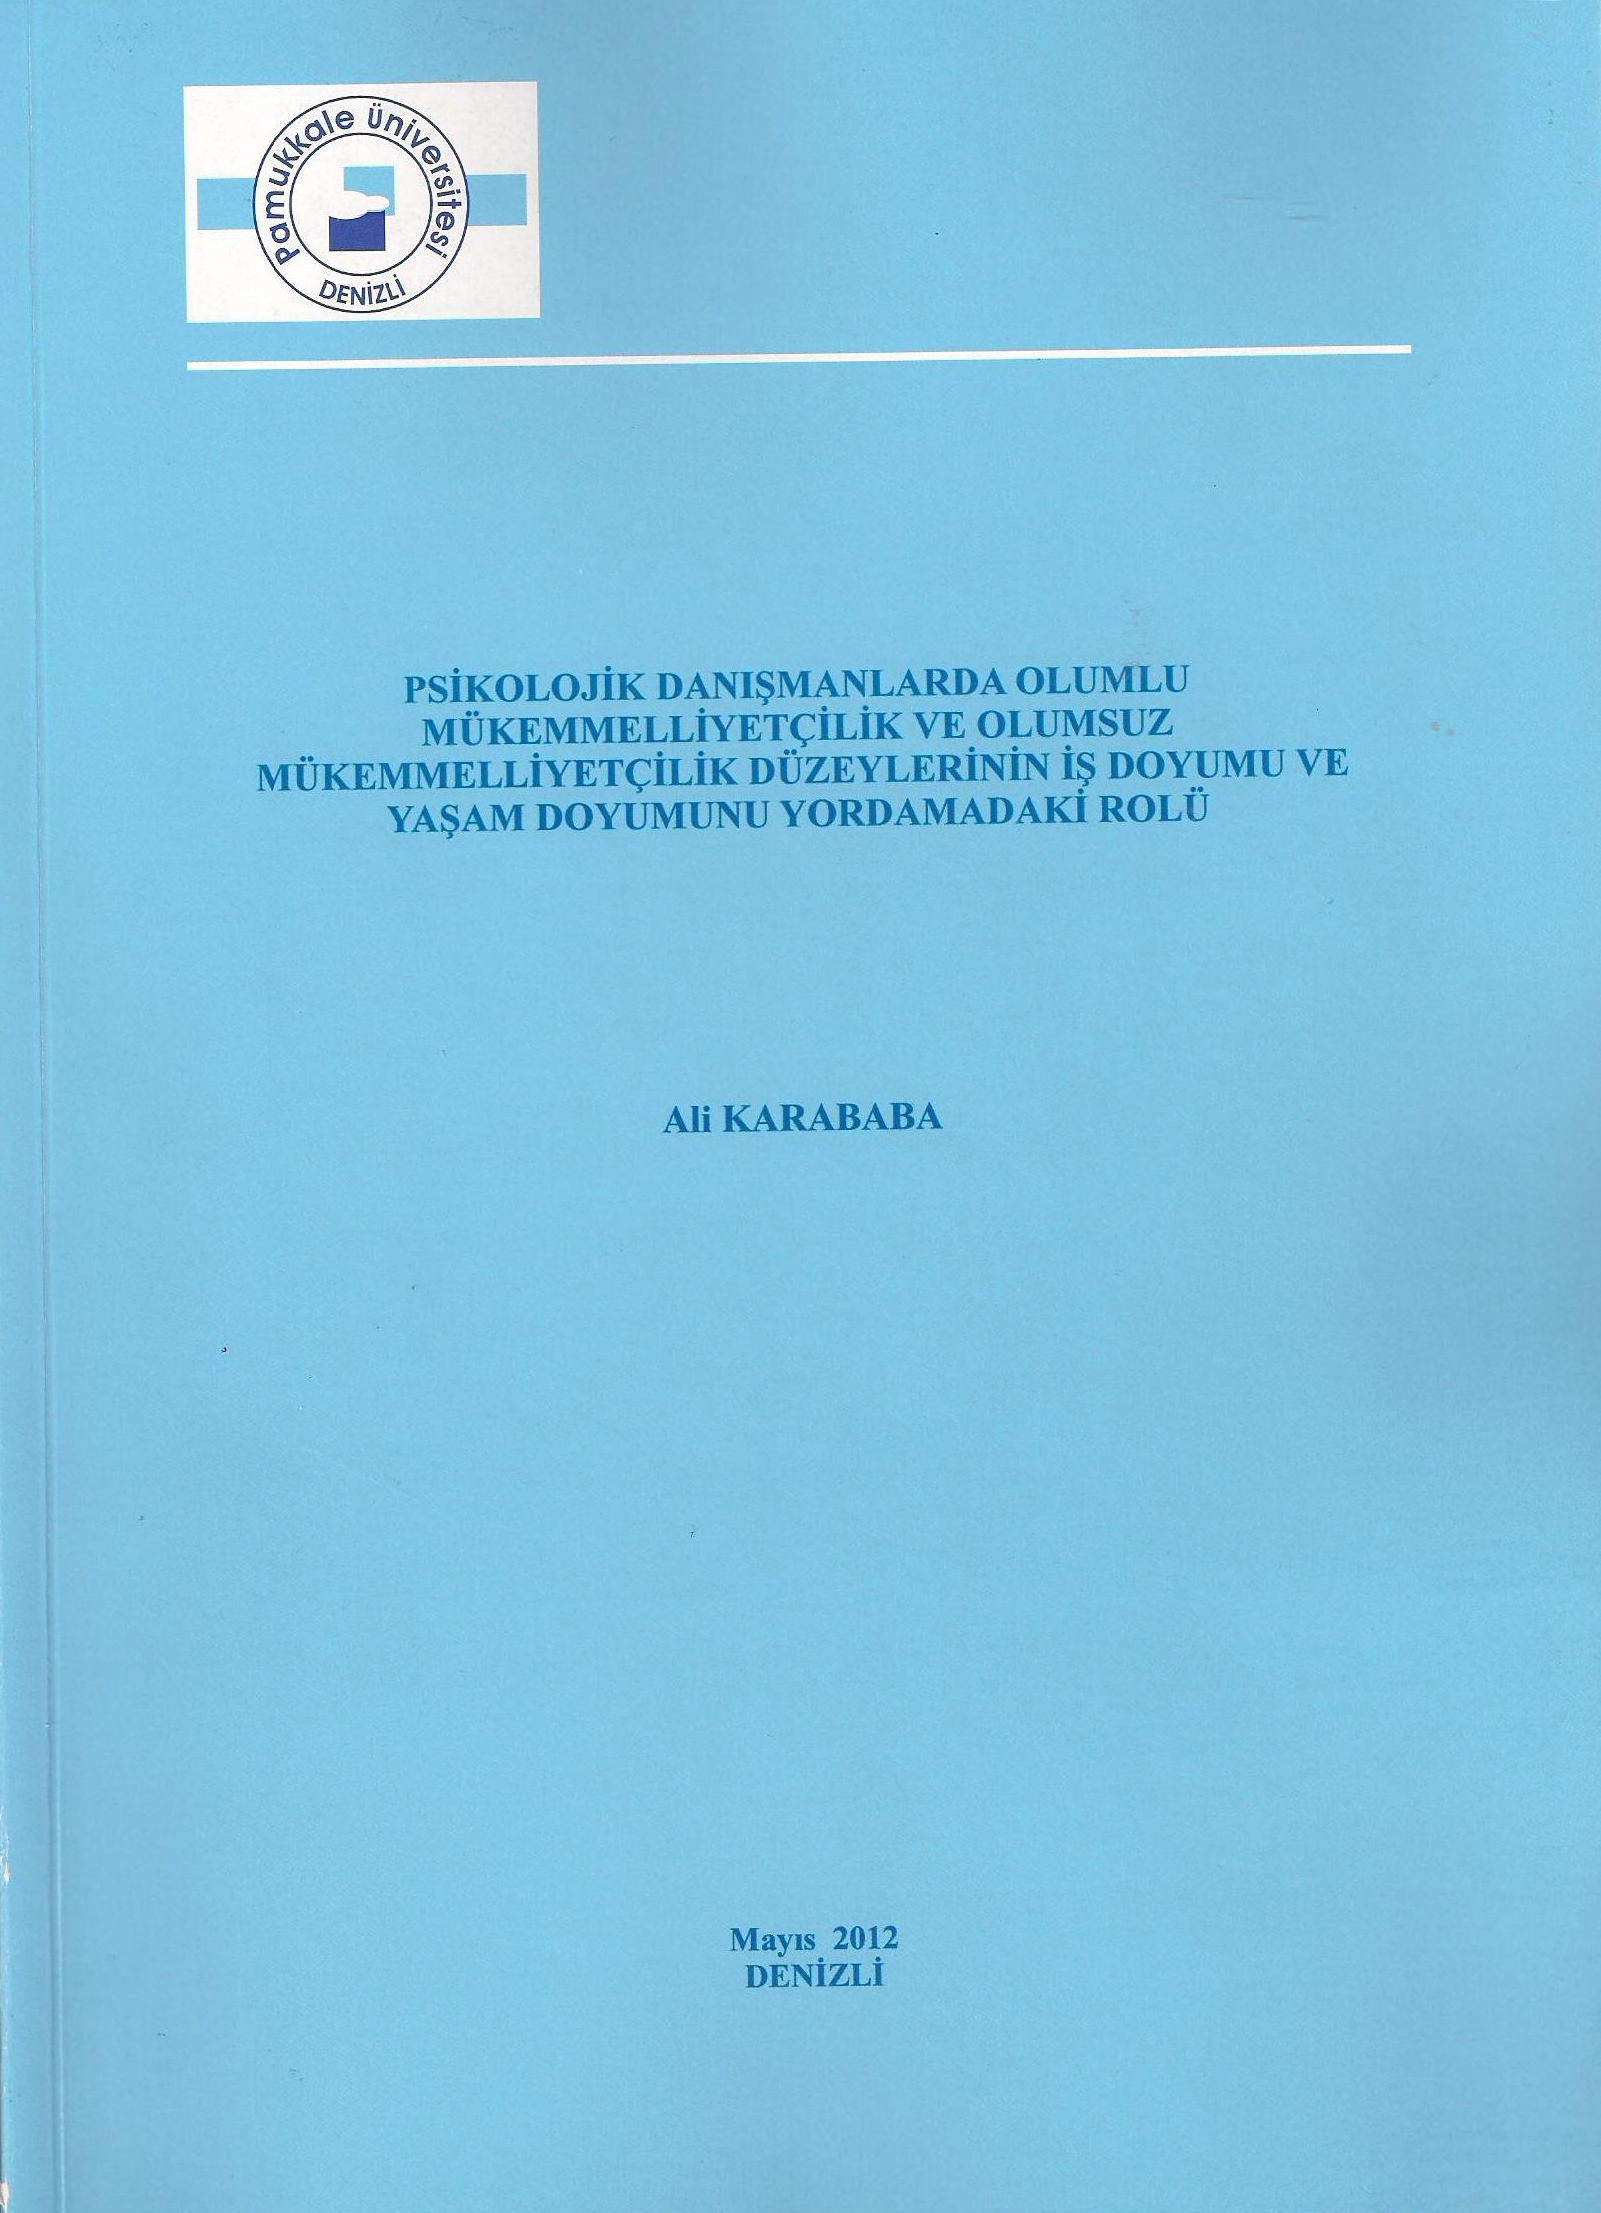 Pamukkale Üniversitesi
DENİZLİ
PSİKOLOJİK DANIŞMANLARDA OLUMLU
MÜKEMMELLİYETÇİLİK VE OLUMSUZ
MÜKEMMELLİYETÇİLİK DÜZEYLERİNİN İŞ DOYUMU VE
YAŞAM DOYUMUNU YORDAMADAKİ ROLÜ
Ali KARABABA
Mayıs 2012
DENİZLİ